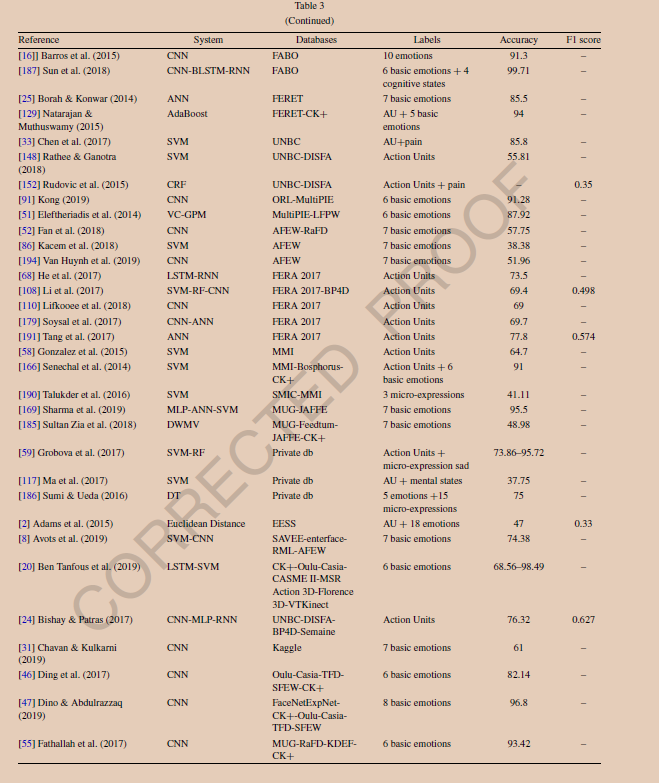 Table 3
(Continued)
Reference System Databases Labels Accuracy F1 score
[16]] Barros et al. (2015) CNN FABO 10 emotions 91.3 –
[187] Sun et al. (2018) CNN-BLSTM-RNN FABO 6 basic emotions + 4 99.71 –
cognitive states
[25] Borah & Konwar (2014) ANN FERET 7 basic emotions 85.5 –
[129] Natarajan & AdaBoost FERET-CK+ AU + 5 basic 94 –
Muthuswamy (2015) emotions
[33] Chen et al. (2017) SVM UNBC AU+pain 85.8 –
[148] Rathee & Ganotra SVM UNBC-DISFA Action Units 55.81 –
(2018)
[152] Rudovic et al. (2015) CRF UNBC-DISFA Action Units + pain – 0.35
[91] Kong (2019) CNN ORL-MultiPIE 6 basic emotions 91.28 –
[51] Eleftheriadis et al. (2014) VC-GPM MultiPIE-LFPW 6 basic emotions 87.92 –
[52] Fan et al. (2018) CNN AFEW-RaFD 7 basic emotions 57.75 –
[86] Kacem et al. (2018) SVM AFEW 7 basic emotions 38.38 –
[194] Van Huynh et al. (2019) CNN AFEW 7 basic emotions 51.96 –
[68] He et al. (2017) LSTM-RNN FERA 2017 Action Units 73.5 –
[108] Li et al. (2017) SVM-RF-CNN FERA 2017-BP4D Action Units 69.4 0.498
[110] Lifkooee et al. (2018) CNN FERA 2017 Action Units 69 –
[179] Soysal et al. (2017) CNN-ANN FERA 2017 Action Units 69.7 –
[191] Tang et al. (2017) ANN FERA 2017 Action Units 77.8 0.574
[58] Gonzalez et al. (2015) SVM MMI Action Units 64.7 –
[166] Senechal et al. (2014) SVM MMI-Bosphorus- Action Units + 6 91 –
CK+ basic emotions
[190] Talukder et al. (2016) SVM SMIC-MMI 3 micro-expressions 41.11 –
[169] Sharma et al. (2019) MLP-ANN-SVM MUG-JAFFE 7 basic emotions 95.5 –
[185] Sultan Zia et al. (2018) DWMV MUG-Feedtum- 7 basic emotions 48.98 –
JAFFE-CK+
[59] Grobova et al. (2017) SVM-RF Private db Action Units + 73.86–95.72 –
micro-expression sad
[117] Ma et al. (2017) SVM Private db AU + mental states 37.75 –
[186] Sumi & Ueda (2016) DT Private db 5 emotions +15 75 –
micro-expressions
[2] Adams et al. (2015) Euclidean Distance EESS AU + 18 emotions 47 0.33
[8] Avots et al. (2019) SVM-CNN SAVEE-enterface- 7 basic emotions 74.38 –
RML-AFEW
[20] Ben Tanfous et al. (2019) LSTM-SVM CK+-Oulu-Casia- 6 basic emotions 68.56–98.49 –
CASME II-MSR
Action 3D-Florence
3D-VTKinect
[24] Bishay & Patras (2017) CNN-MLP-RNN UNBC-DISFA- Action Units 76.32 0.627
BP4D-Semaine
[31] Chavan & Kulkarni CNN Kaggle 7 basic emotions 61 –
(2019)
[46] Ding et al. (2017) CNN Oulu-Casia-TFD- 6 basic emotions 82.14 –
SFEW-CK+
[47] Dino & Abdulrazzaq CNN FaceNetExpNet- 8 basic emotions 96.8 –
(2019) CK+-Oulu-Casia-
TFD-SFEW
[55] Fathallah et al. (2017) CNN MUG-RaFD-KDEF- 6 basic emotions 93.42 –
CK+
CORRECTED PROOF